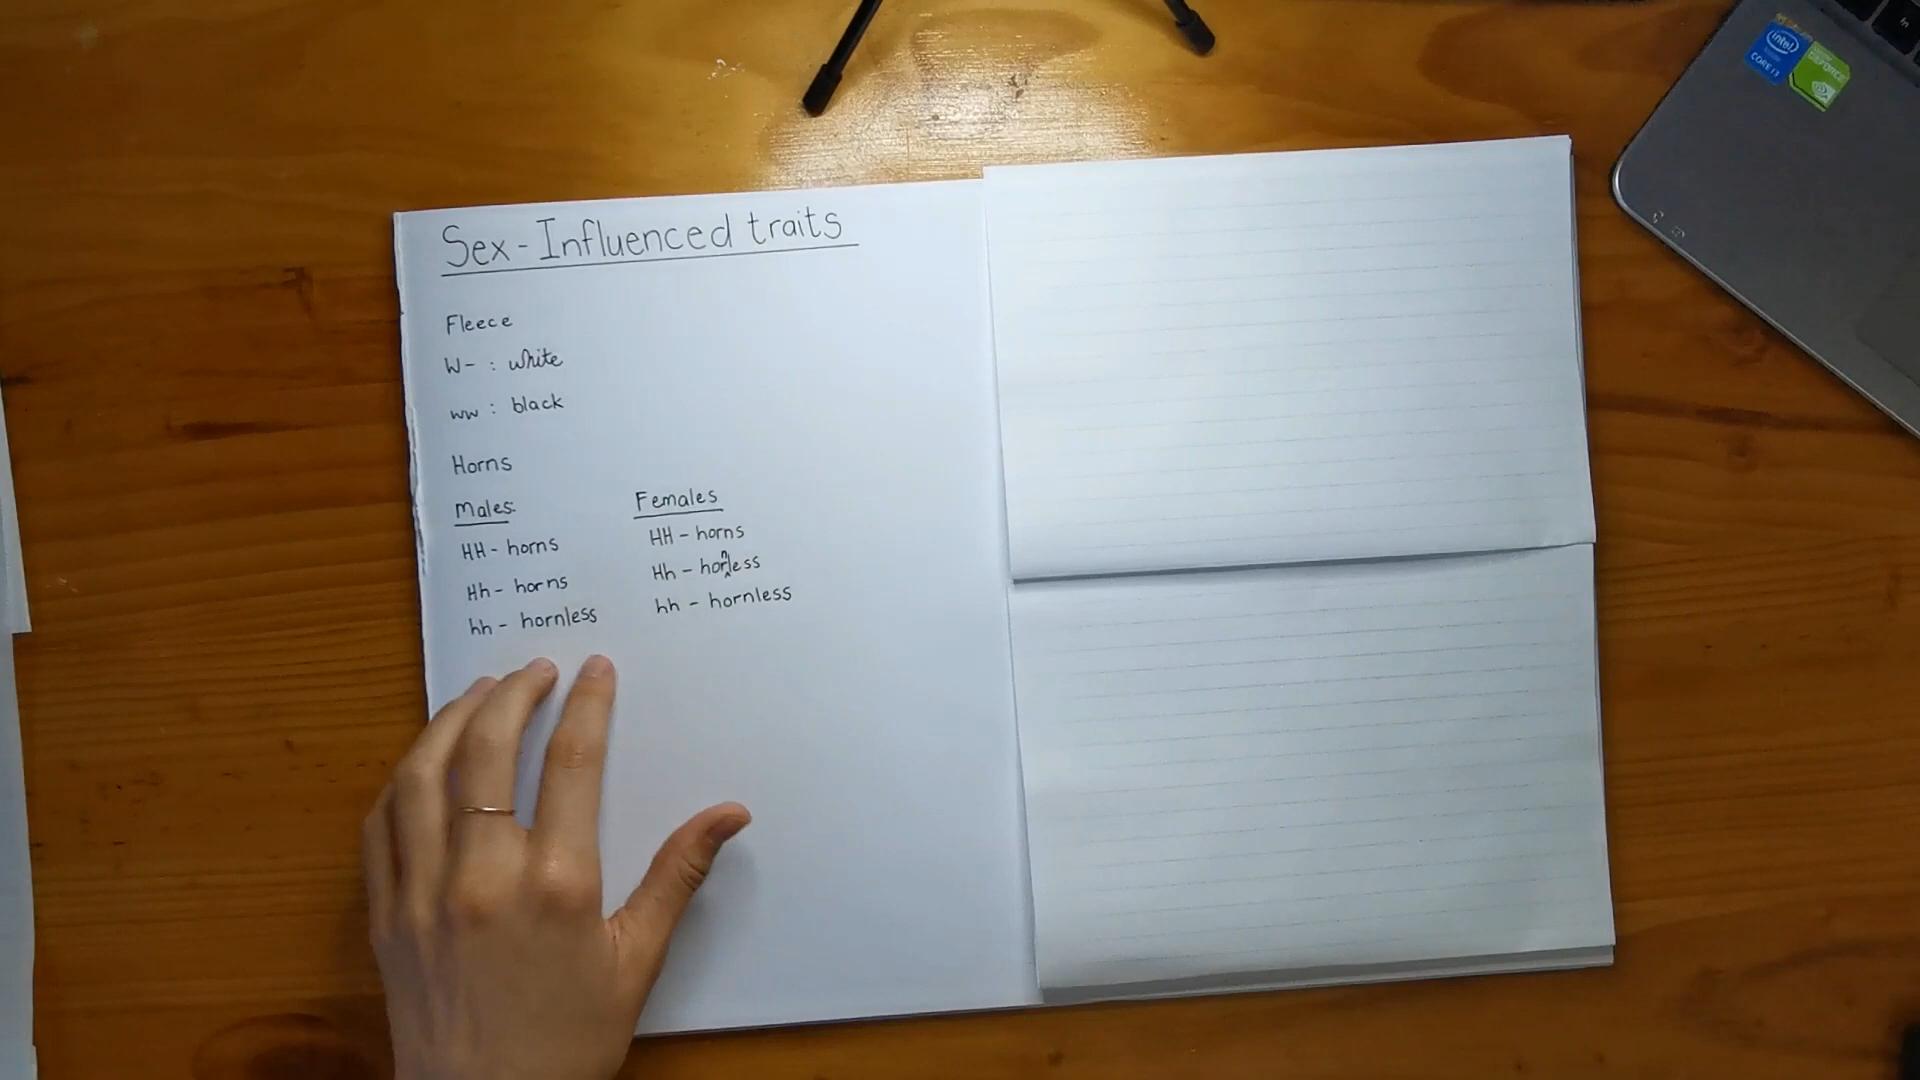 Sex-Influenced traits
Fleece
W- : white
ww : black
Horns
Males:
HH - horns
Hh - horns
hh - hornless
Females
HH - horns
Hh - hornless
hh - hornless
intel
CORE i3
GEFORCE